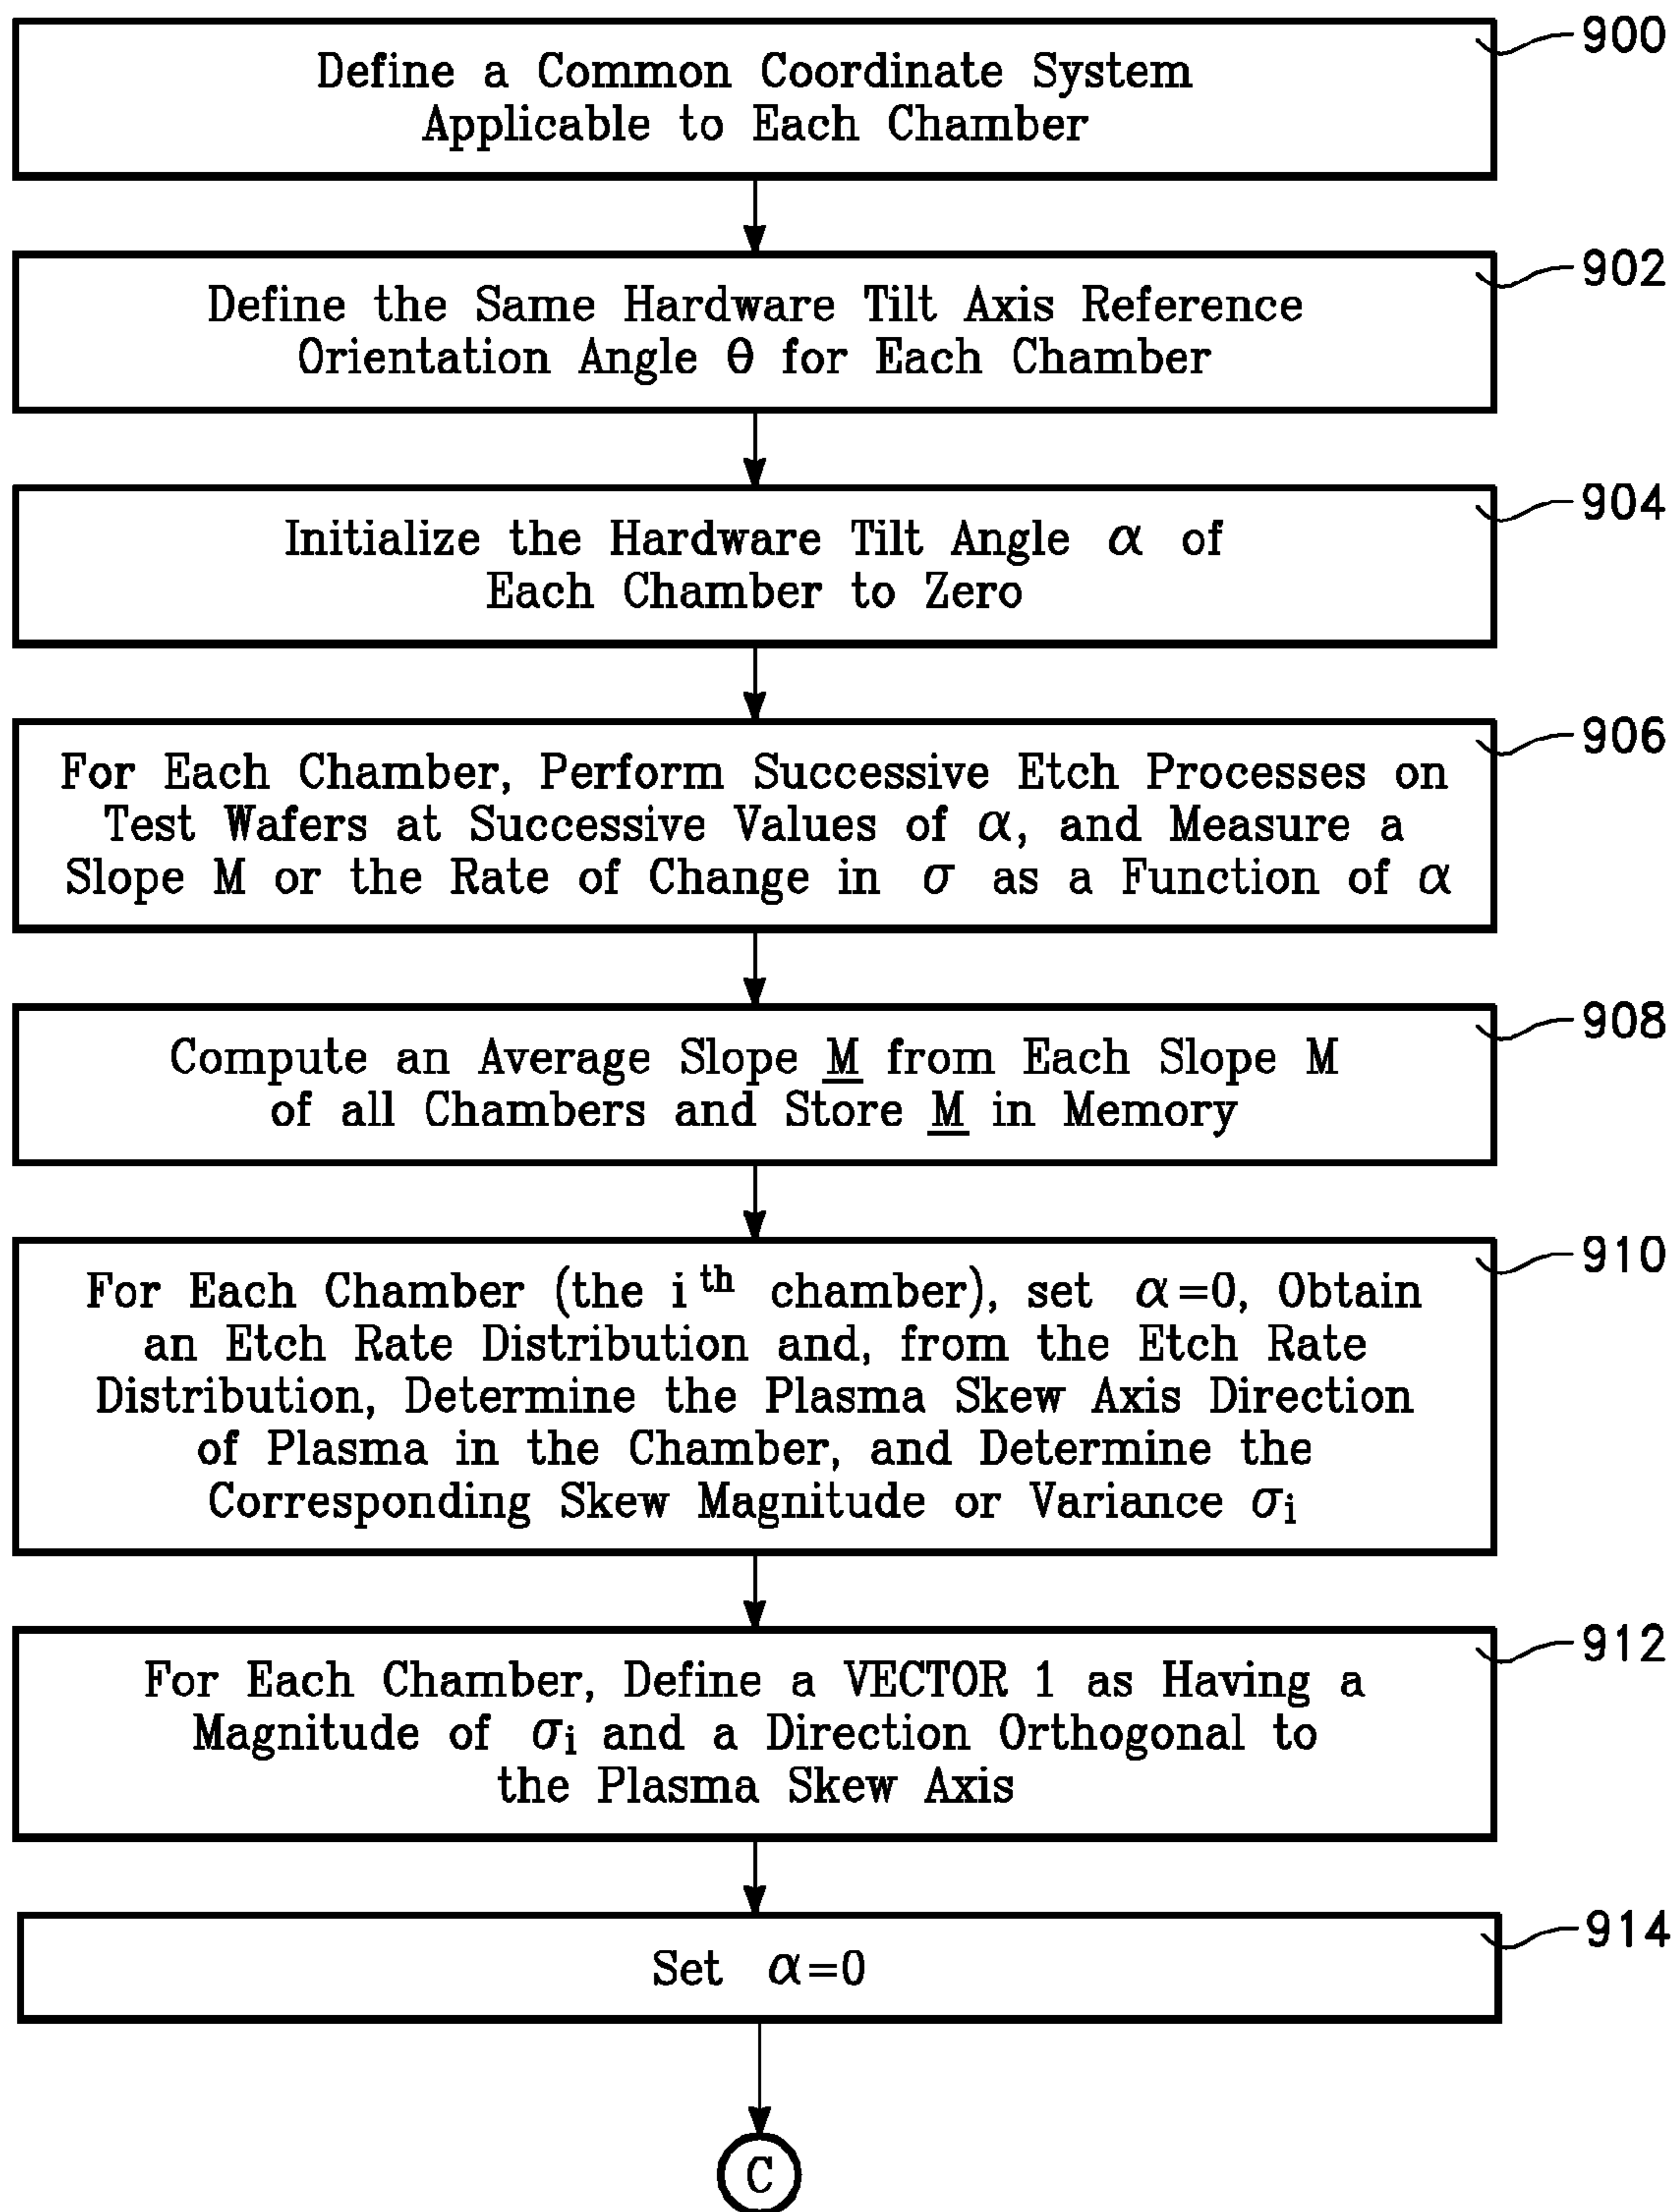 900
Define a Common Coordinate System
Applicable to Each Chamber
902
Define the Same Hardware Tilt Axis Reference
Orientation Angle θ for Each Chamber
904
Initialize the Hardware Tilt Angle α of
Each Chamber to Zero
906
For Each Chamber, Perform Successive Etch Processes on
Test Wafers at Successive Values of α, and Measure a
Slope M or the Rate of Change in σ as a Function of α
908
Compute an Average Slope M from Each Slope M
of all Chambers and Store M in Memory
910
For Each Chamber (the i th chamber), set α=0, Obtain
an Etch Rate Distribution and, from the Etch Rate
Distribution, Determine the Plasma Skew Axis Direction
of Plasma in the Chamber, and Determine the
Corresponding Skew Magnitude or Variance σi
912
For Each Chamber, Define a VECTOR 1 as Having a
Magnitude of σi and a Direction Orthogonal to
the Plasma Skew Axis
914
Set α=0
C